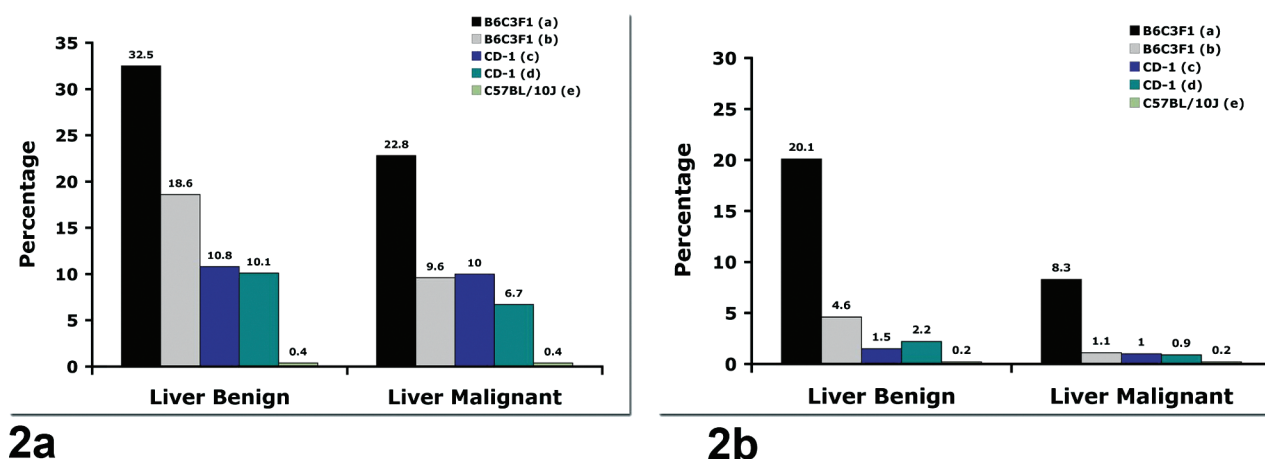 B6C3F1 (a)
B6C3F1 (b)
CD-1 (c)
CD-1 (d)
C57BL/10J (e)
Percentage
35
30
25
20
15
10
5
0
32.5
18.6
10.8
10.1
0.4
22.8
9.6
10
6.7
0.4
Liver Benign
Liver Malignant
2a
B6C3F1 (a)
B6C3F1 (b)
CD-1 (c)
CD-1 (d)
C57BL/10J (e)
Percentage
30
25
20
15
10
5
0
20.1
4.6
1.5
2.2
0.2
8.3
1.1
1
0.9
0.2
Liver Benign
Liver Malignant
2b